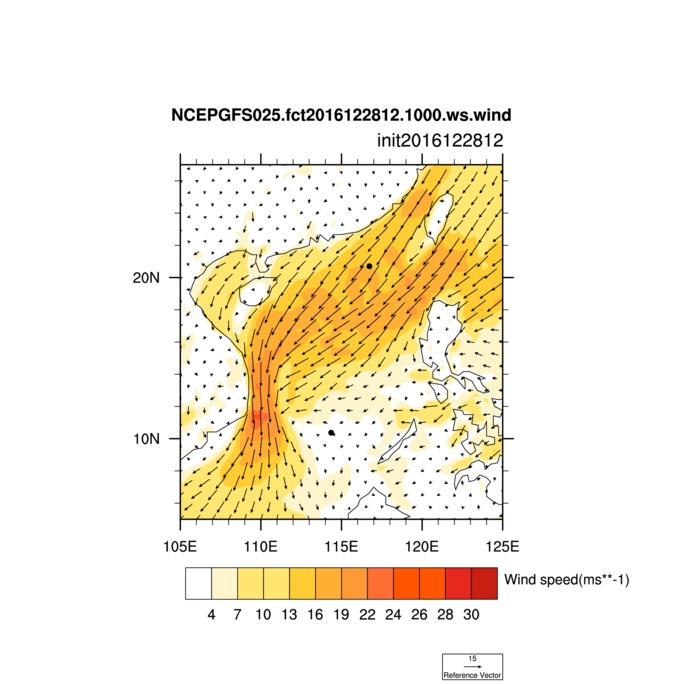 NCEPGFS025.fct2016122812.1000.ws.wind
init2016122812
20N
10N
105E 110E 115E 120E 125E
Wind speed(ms**-1)
4 7 10 13 16 19 22 24 26 28 30
15
Reference Vector